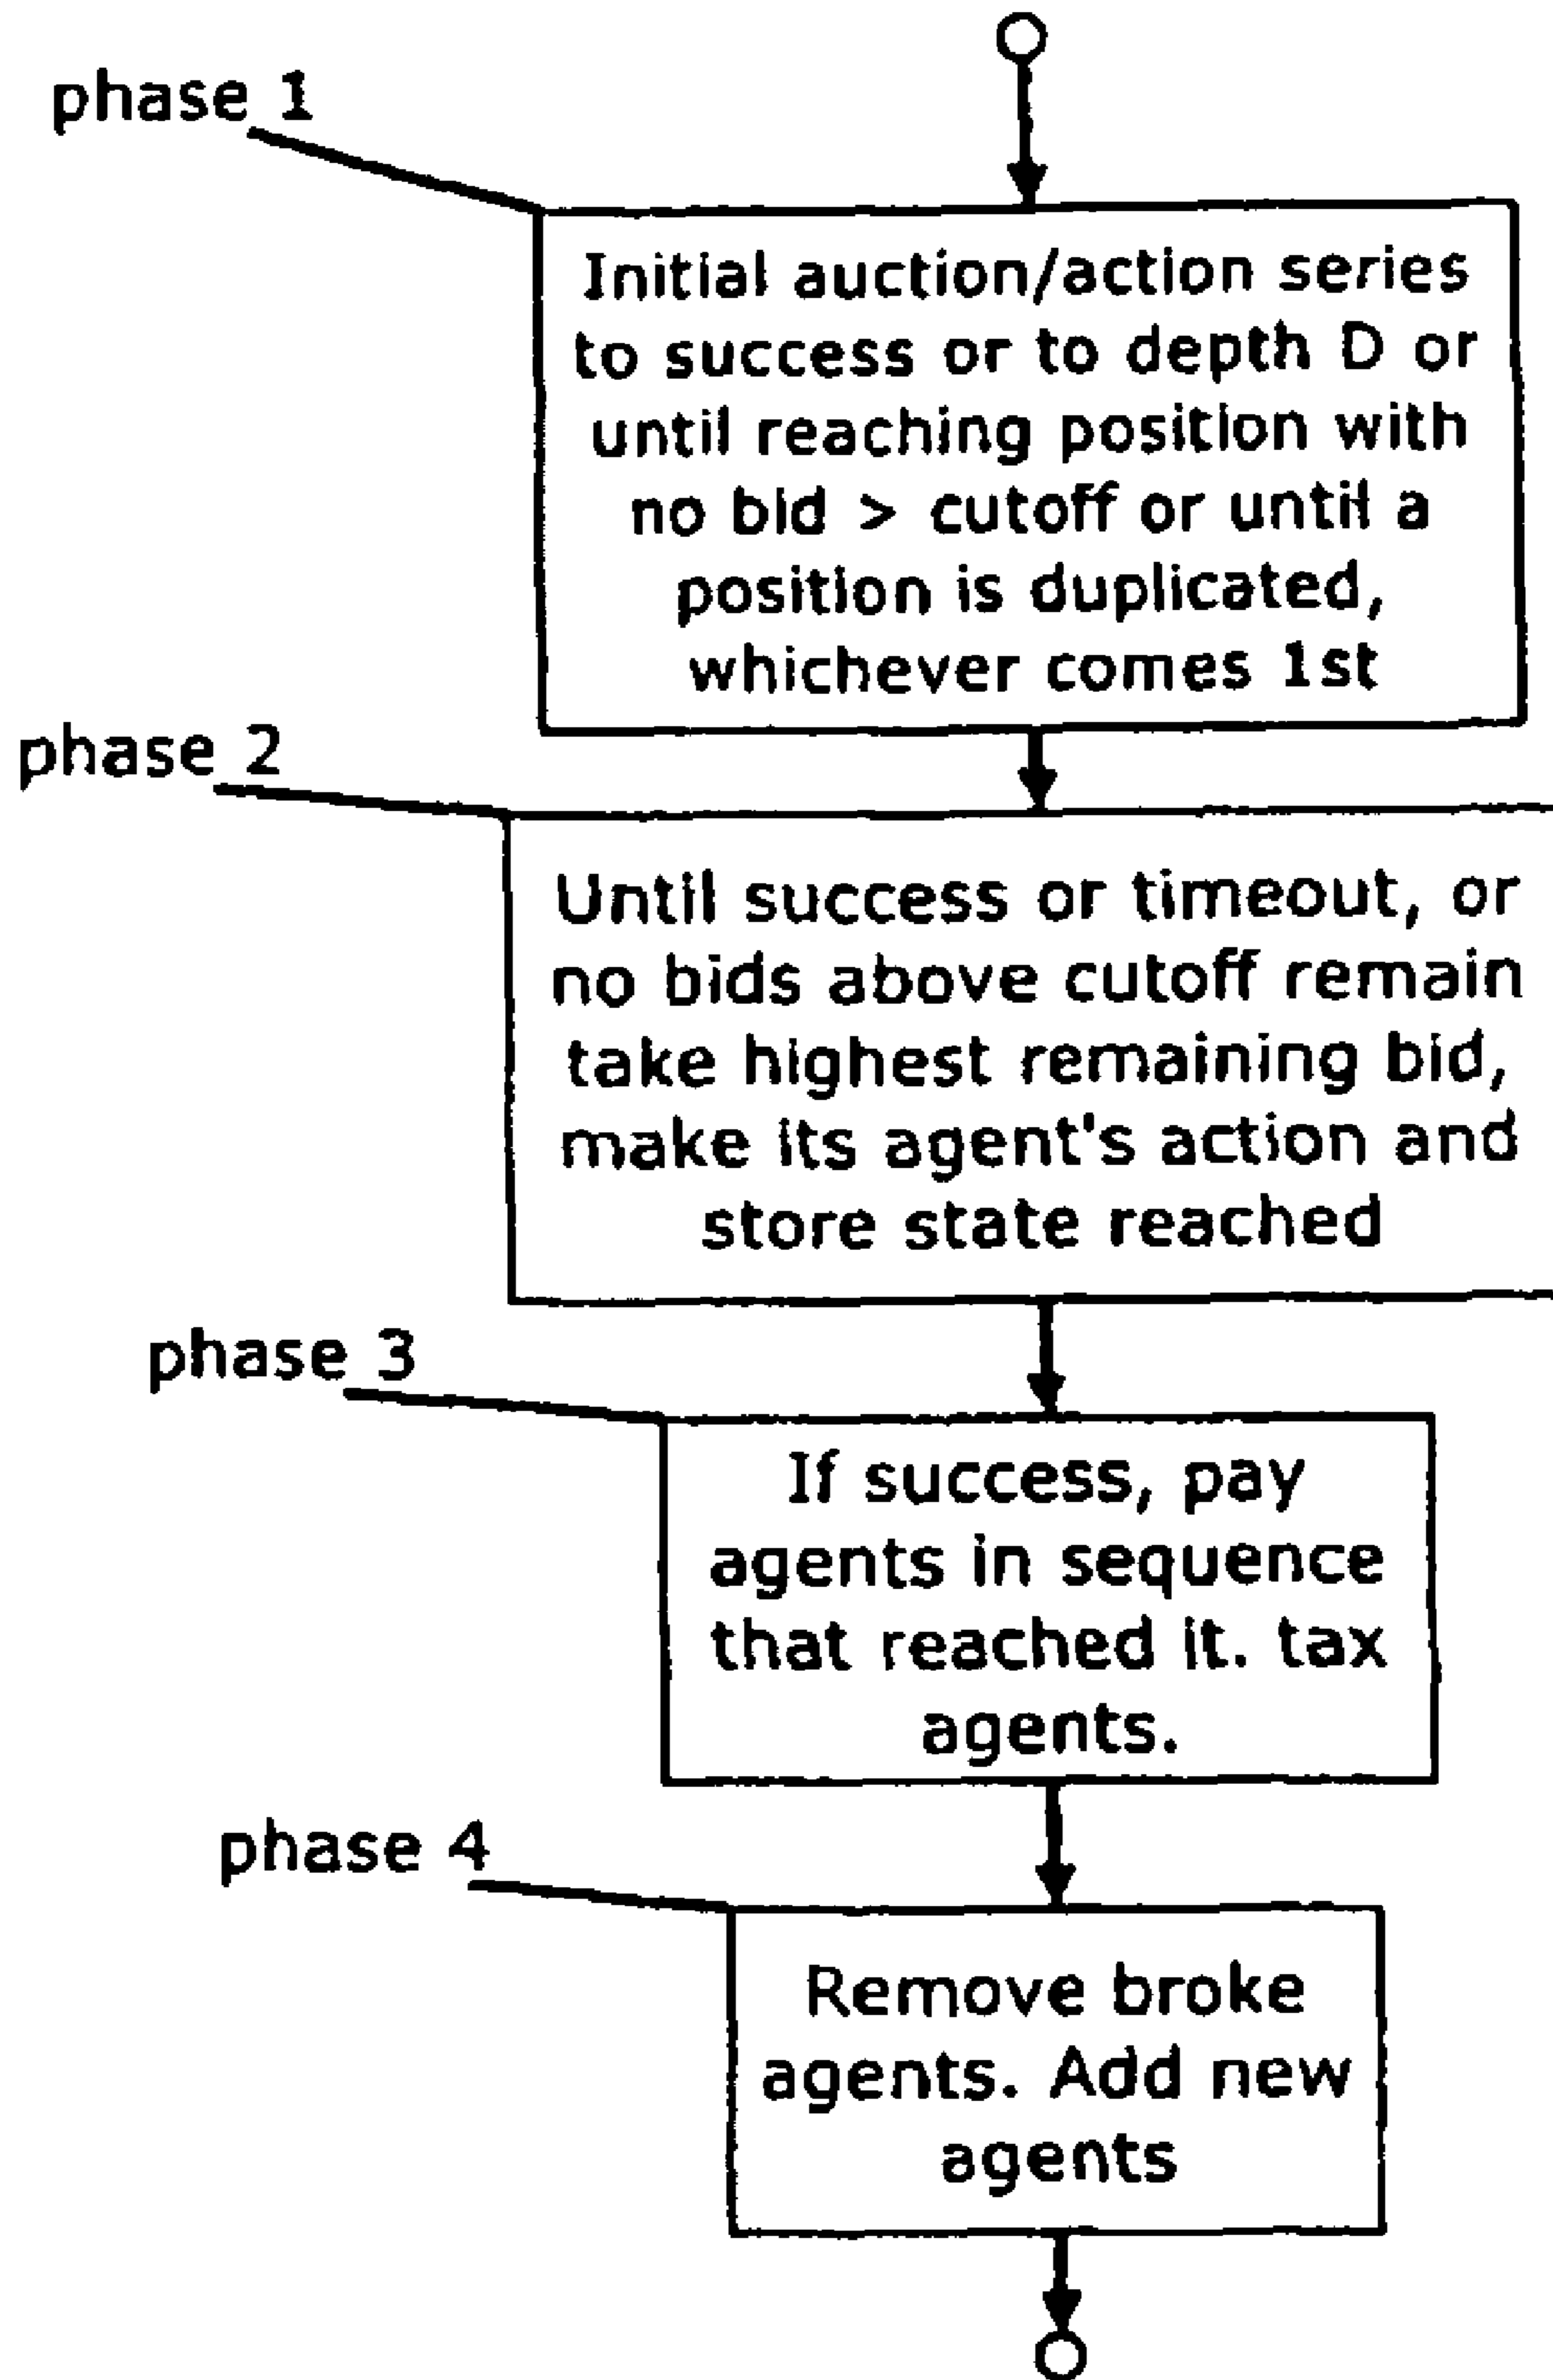 phase 1
Initial auction/action series
to success or to depth D or
until reaching position with
no bid > cutoff or until a
position is duplicated,
whichever comes 1st
phase 2
Until success or timeout, or
no bids above cutoff remain
take highest remaining bid,
make its agent's action and
store state reached
phase 3
If success, pay
agents in sequence
that reached it. tax
agents.
phase 4
Remove broke
agents. Add new
agents